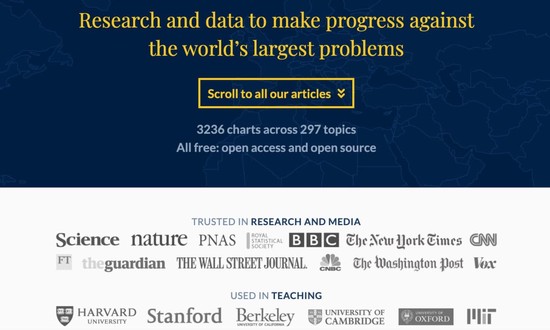 Research and data to make progress against
the world's largest problems
Scroll to all our articles
3236 charts across 297 topics
All free: open access and open source
TRUSTED IN RESEARCH AND MEDIA
Science nature PNAS ROYAL STATISTICAL SOCIETY BBC The New York Times CNN
FT theguardian THE WALL STREET JOURNAL. CNBC The Washington Post Vox
USED IN TEACHING
HARVARD UNIVERSITY Stanford Berkeley UNIVERSITY OF CALIFORNIA UNIVERSITY OF CAMBRIDGE UNIVERSITY OF OXFORD MIT